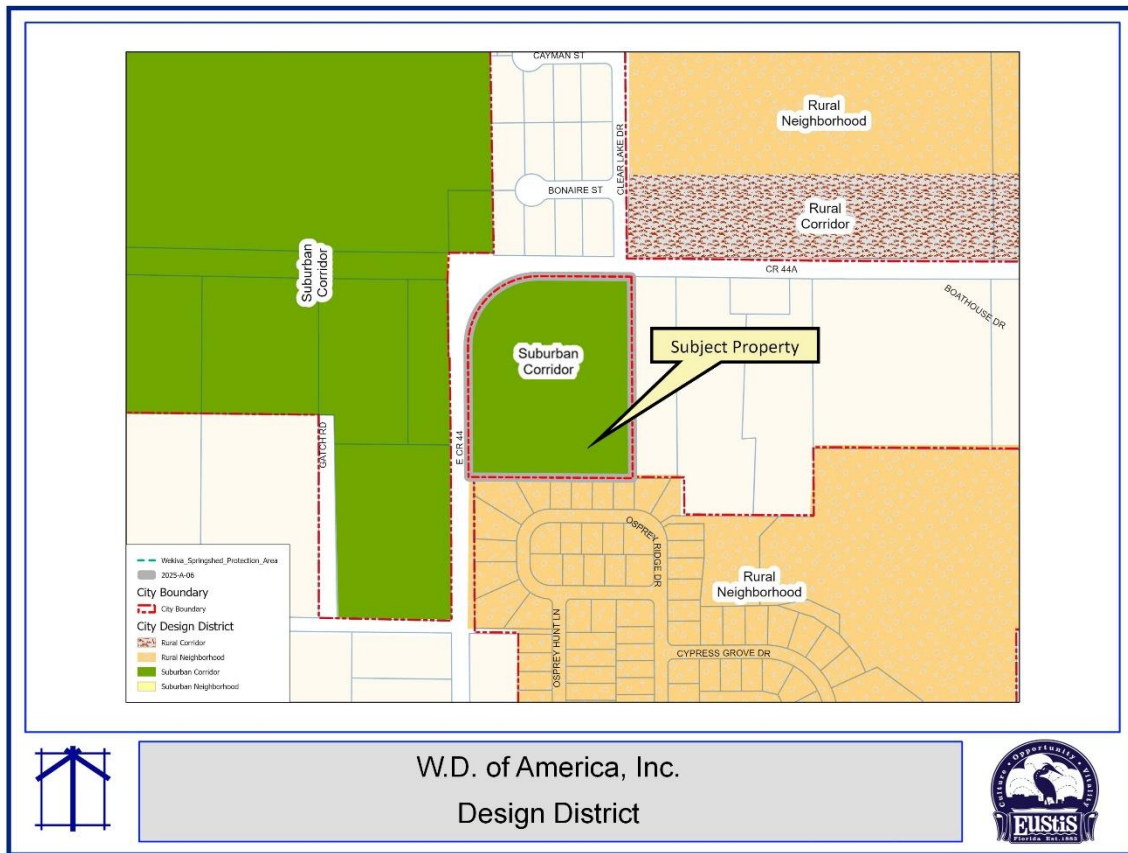 CAYMAN ST
CLEAR LAKE DR
BONAIRE ST
Rural
Neighborhood
Rural
Corridor
Suburban
Corridor
CR 44A
BOATHOUSE DR
Suburban
Corridor
Subject Property
GATCH RD
E CR 44
OSPREY RIDGE DR
Rural
Neighborhood
OSPREY HUNT LN
CYPRESS GROVE DR
Wekiva_Springshed_Protection_Area
2025-A-06
City Boundary
City Boundary
City Design District
Rural Corridor
Rural Neighborhood
Suburban Corridor
Suburban Neighborhood
W.D. of America, Inc.
Design District
Culture • Opportunity • Vitality
EUSTIS
Florida Est.1883